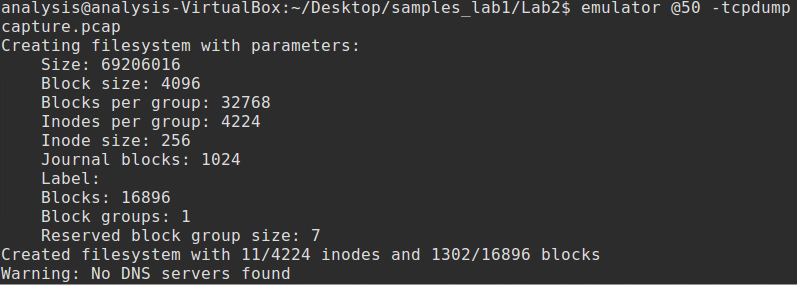 analysis@analysis-VirtualBox:~/Desktop/samples_lab1/Lab2$ emulator @50 -tcpdump
capture.pcap
Creating filesystem with parameters:
    Size: 69206016
    Block size: 4096
    Blocks per group: 32768
    Inodes per group: 4224
    Inode size: 256
    Journal blocks: 1024
    Label:
    Blocks: 16896
    Block groups: 1
    Reserved block group size: 7
Created filesystem with 11/4224 inodes and 1302/16896 blocks
Warning: No DNS servers found